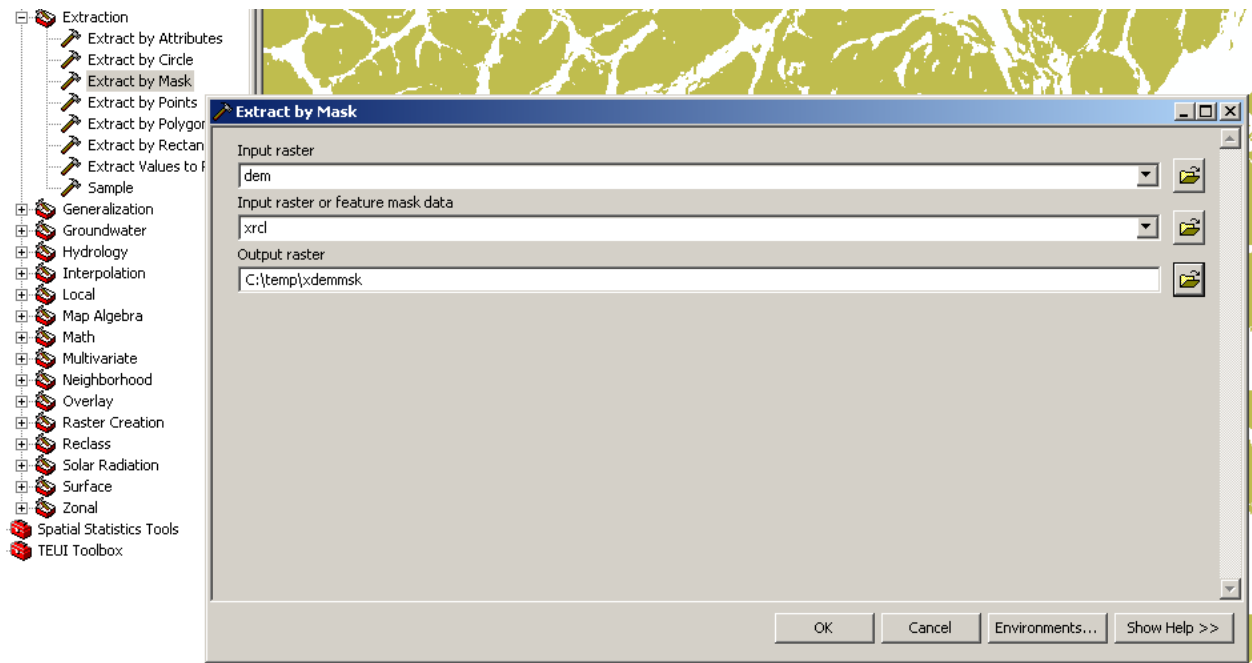 Extraction
Extract by Attributes
Extract by Circle
Extract by Mask
Extract by Points
Extract by Polygon
Extract by Rectan
Extract Values to P
Sample
Generalization
Groundwater
Hydrology
Interpolation
Local
Map Algebra
Math
Multivariate
Neighborhood
Overlay
Raster Creation
Reclass
Solar Radiation
Surface
Zonal
Spatial Statistics Tools
TEUI Toolbox
Extract by Mask
Input raster
dem
Input raster or feature mask data
xrcl
Output raster
C:\temp\xdemmsk
OK Cancel Environments... Show Help >>